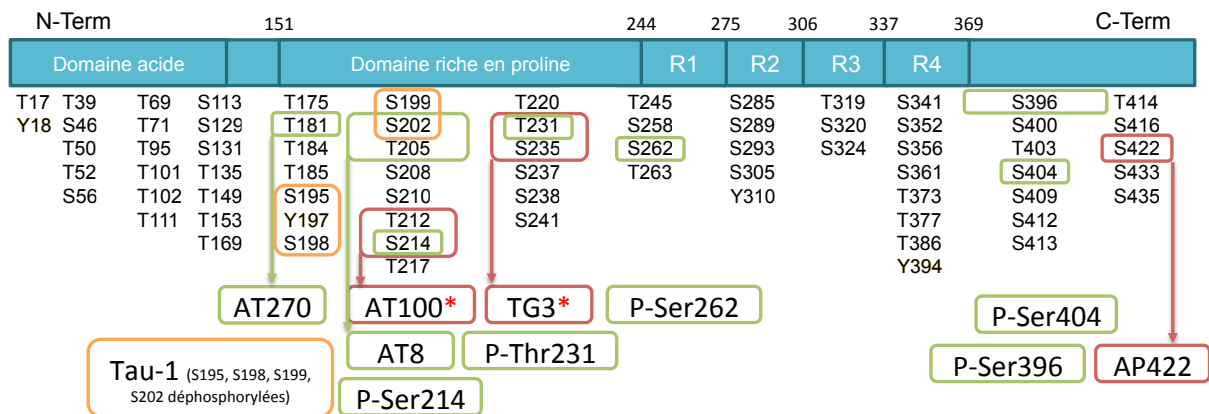 N-Term 151 244 275 306 337 369 C-Term
Domaine acide Domaine riche en proline R1 R2 R3 R4
T17 T39 T69 S113 T175 S199 T220 T245 S285 T319 S341 S396 T414
Y18 S46 T71 S129 T181 S202 T231 S258 S289 S320 S352 S400 S416
T50 T95 S131 T184 T205 S235 S262 S293 S324 S356 T403 S422
T52 T101 T135 T185 S208 S237 T263 S305 S361 S404 S433
S56 T102 T149 S195 S210 S238 Y310 T373 S409 S435
T111 T153 Y197 T212 S241 T377 S412
T169 S198 S214 T386 S413
T217 Y394
AT270 AT100* TG3* P-Ser262
P-Ser404
AT8 P-Thr231 P-Ser396 AP422
Tau-1 (S195, S198, S199,
S202 déphosphorylées)
P-Ser214